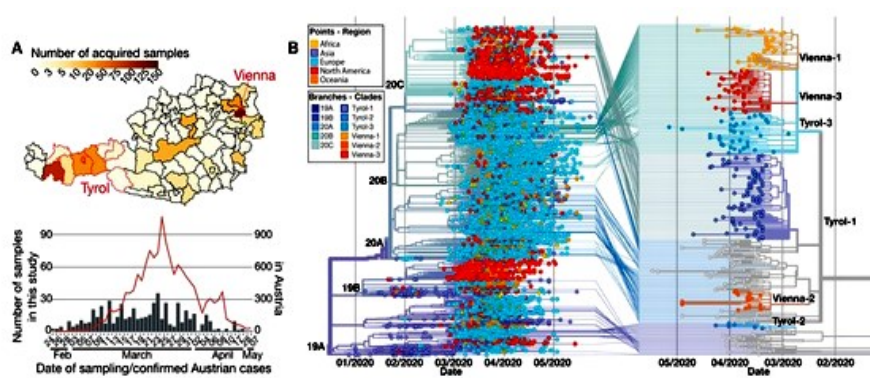 A
Number of acquired samples
0 3 5 10 20 50 75 100 125 150
Vienna
Tyrol
Number of samples
in this study
90
60
30
0
900
600
300
0
in Austria
Feb March April May
Date of sampling/confirmed Austrian cases
B
Points - Region
Africa
Asia
Europe
North America
Oceania
Branches - Clades
19A Tyrol-1
19B Tyrol-2
20A Tyrol-3
20B Vienna-1
20C Vienna-2
Vienna-3
20C
20B
20A
19B
19A
01/2020 02/2020 03/2020 04/2020 05/2020
Date
Vienna-1
Vienna-3
Tyrol-3
Tyrol-1
Vienna-2
Tyrol-2
05/2020 04/2020 03/2020 02/2020
Date